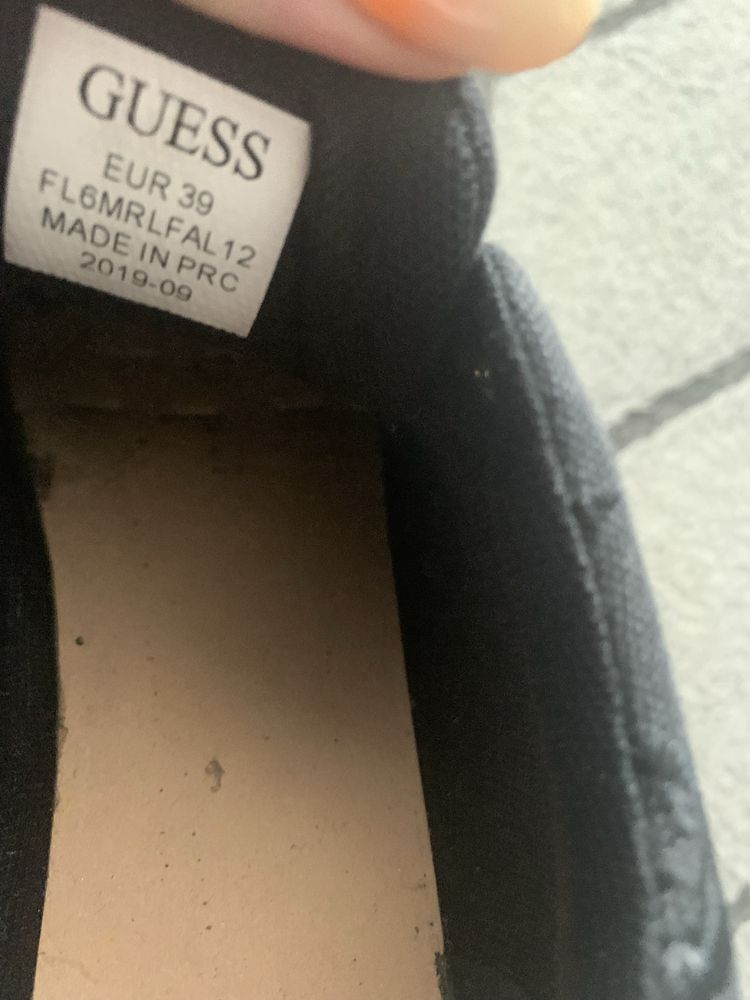 GUESS
EUR 39
FL6MRLFAL12
MADE IN PRC
2019-09